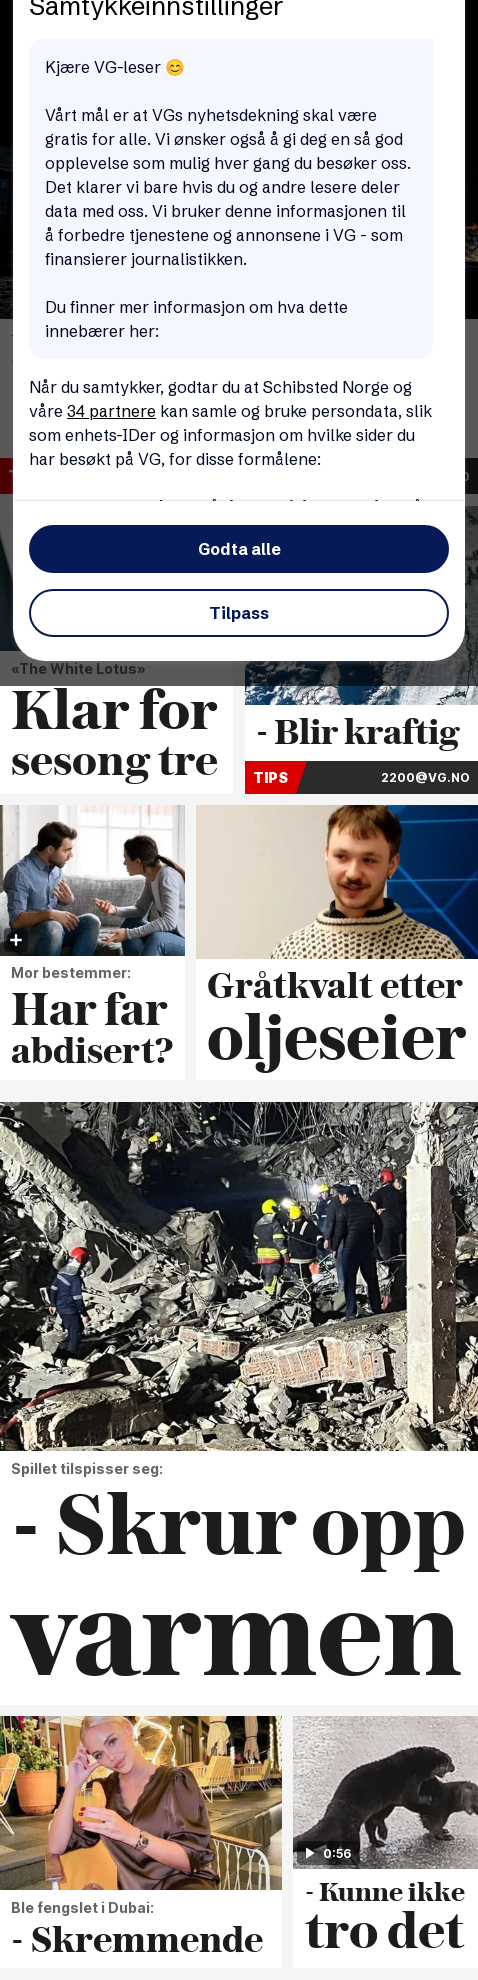 Samtykkeinnstillinger
Kjære VG-leser 😊
Vårt mål er at VGs nyhetsdekning skal være
gratis for alle. Vi ønsker også å gi deg en så god
opplevelse som mulig hver gang du besøker oss.
Det klarer vi bare hvis du og andre lesere deler
data med oss. Vi bruker denne informasjonen til
å forbedre tjenestene og annonsene i VG - som
finansierer journalistikken.
Du finner mer informasjon om hva dette
innebærer her:
Når du samtykker, godtar du at Schibsted Norge og
våre 34 partnere kan samle og bruke persondata, slik
som enhets-IDer og informasjon om hvilke sider du
har besøkt på VG, for disse formålene:
Godta alle
Tilpass
«The White Lotus»
Klar for
sesong tre
- Blir kraftig
TIPS 2200@VG.NO
Mor bestemmer:
Har far
abdisert?
Gråtkvalt etter
oljeseier
Spillet tilspisser seg:
- Skrur opp
varmen
Ble fengslet i Dubai:
- Skremmende
0:56
- Kunne ikke
tro det